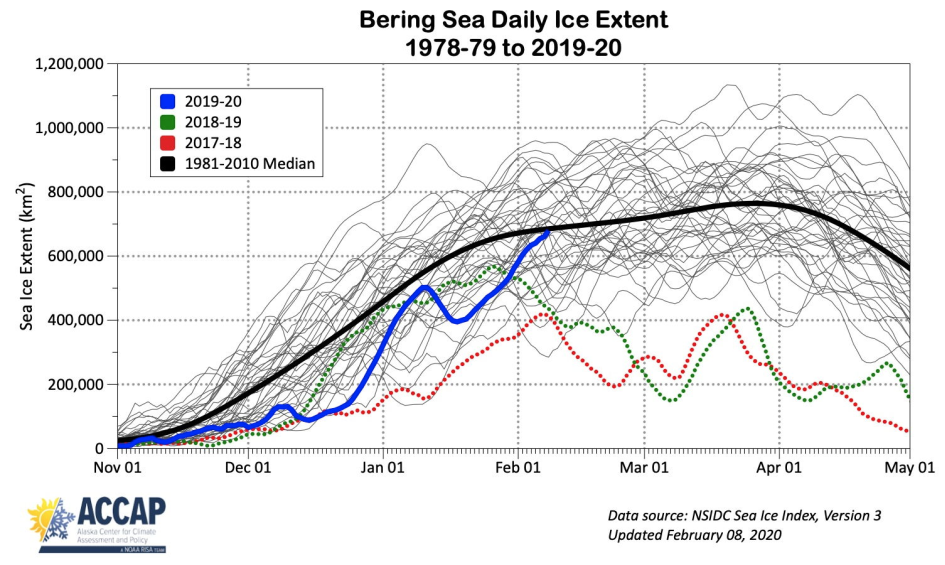 Bering Sea Daily Ice Extent
1978-79 to 2019-20
Sea Ice Extent (km²)
1,200,000
1,000,000
800,000
600,000
400,000
200,000
0
2019-20
2018-19
2017-18
1981-2010 Median
Nov 01 Dec 01 Jan 01 Feb 01 Mar 01 Apr 01 May 01
ACCAP
Alaska Center for Climate
Assessment and Policy
A NOAA RISA TEAM
Data source: NSIDC Sea Ice Index, Version 3
Updated February 08, 2020